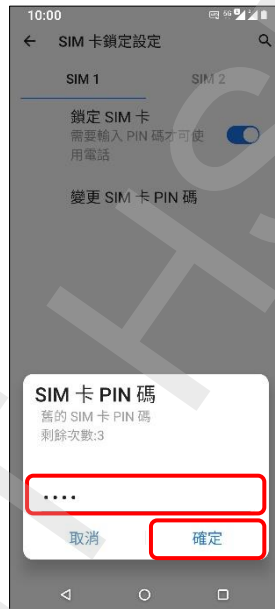 10:00
SIM 卡鎖定設定
SIM 1
SIM 2
鎖定 SIM 卡
需要輸入 PIN 碼才可使
用電話
變更 SIM 卡 PIN 碼
SIM 卡 PIN 碼
舊的 SIM 卡 PIN 碼
剩餘次數:3
....
取消
確定